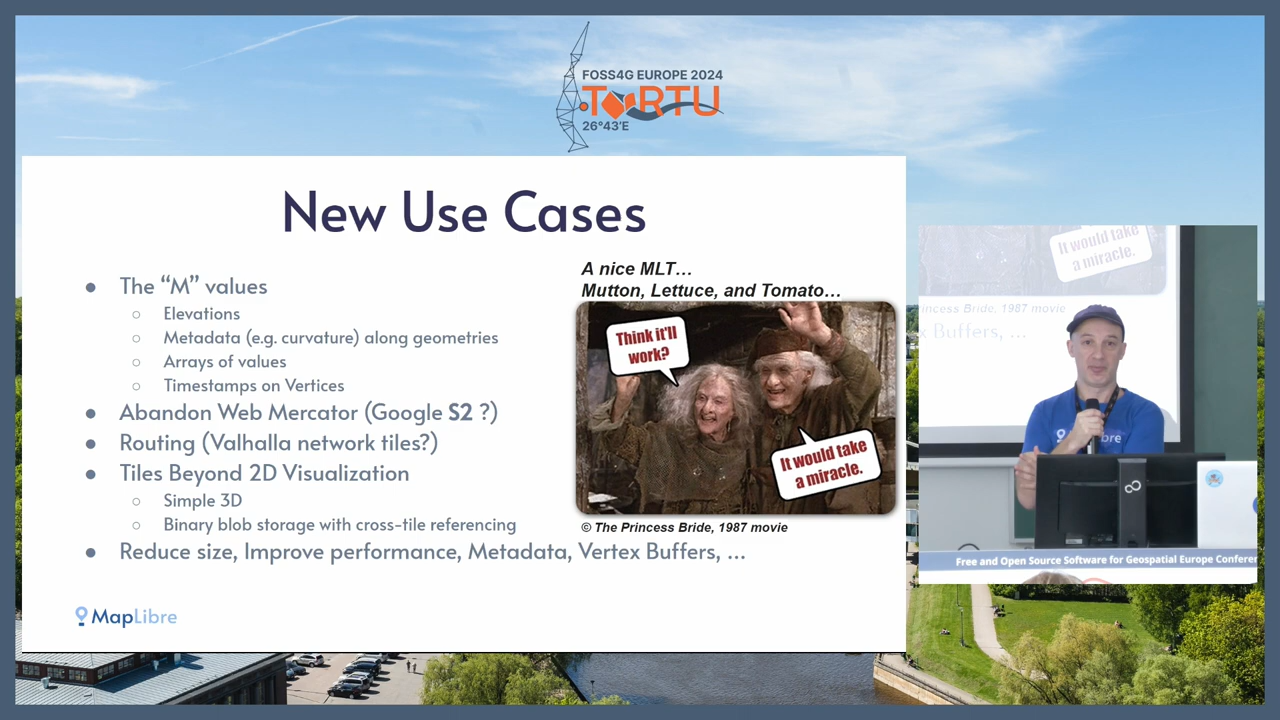 FOSS4G EUROPE 2024
TORTU
26°43'E
New Use Cases
● The “M” values
○ Elevations
○ Metadata (e.g. curvature) along geometries
○ Arrays of values
○ Timestamps on Vertices
● Abandon Web Mercator (Google S2 ?)
● Routing (Valhalla network tiles?)
● Tiles Beyond 2D Visualization
○ Simple 3D
○ Binary blob storage with cross-tile referencing
● Reduce size, Improve performance, Metadata, Vertex Buffers, ...
A nice MLT...
Mutton, Lettuce, and Tomato...
Think it'll
work?
It would take
a miracle.
© The Princess Bride, 1987 movie
MapLibre
It would take
a miracle.
incess Bride, 1987 movie
x Buffers, ...
libre
Free and Open Source Software for Geospatial Europe Conferen